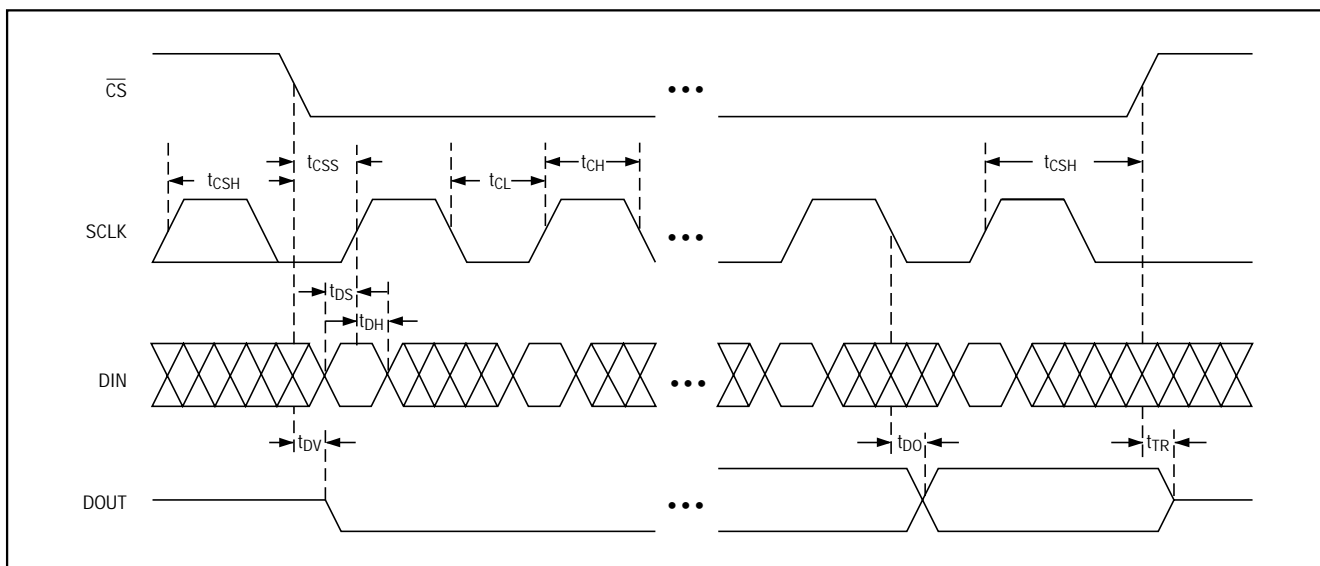 CS
•••
tCSS
tCH
tCSH
tCL
tCSH
SCLK
•••
tDS
tDH
DIN
•••
tDV
tDO
tTR
DOUT
•••